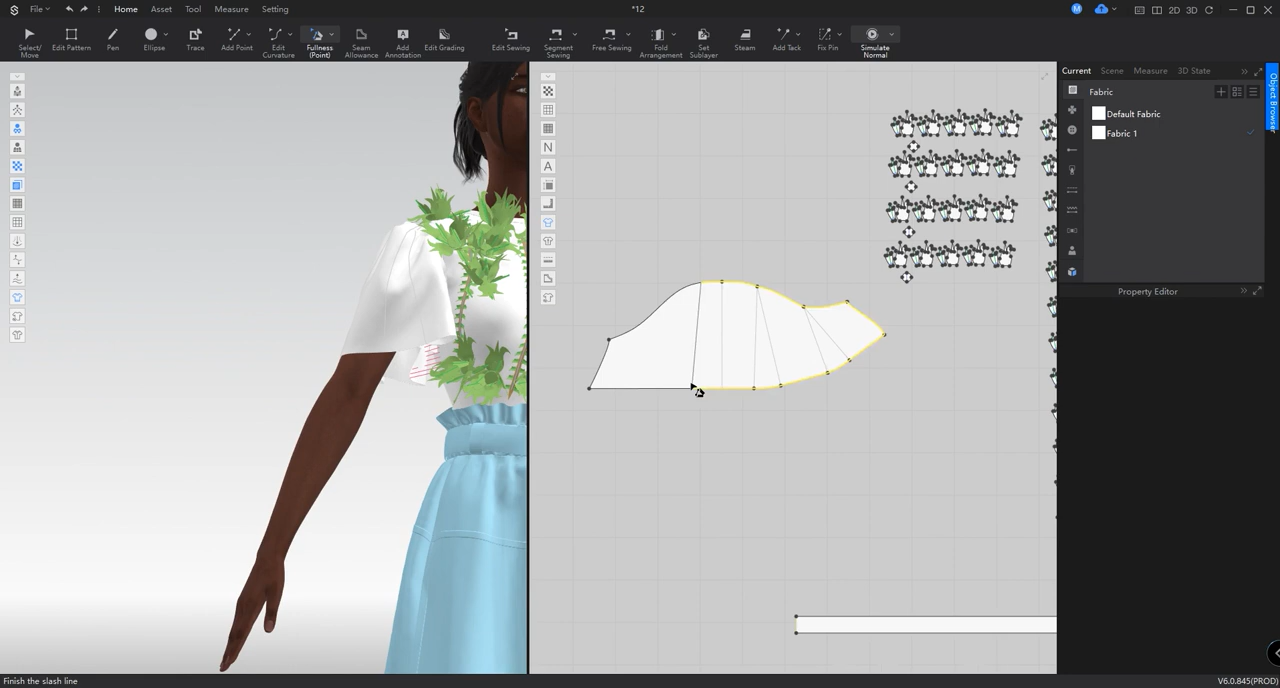 File
Home
Asset
Tool
Measure
Setting
*12
M
2D
3D
Select/
Move
Edit Pattern
Pen
Ellipse
Trace
Add Point
Edit
Curvature
Fullness
(Point)
Seam
Allowance
Add
Annotation
Edit Grading
Edit Sewing
Segment
Sewing
Free Sewing
Fold
Arrangement
Set
Sublayer
Steam
Add Tack
Fix Pin
Simulate
Normal
N
A
Current
Scene
Measure
3D State
Object Browser
Fabric
Default Fabric
Fabric 1
Property Editor
Finish the slash line
V6.0.845(PROD)